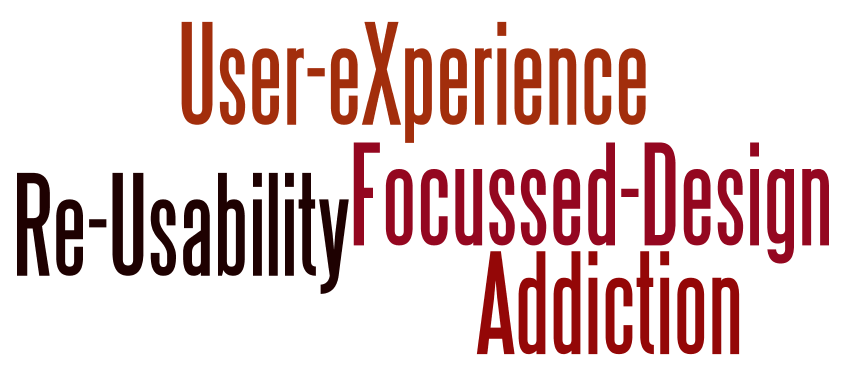 User-eXperience
Re-Usability
Focussed-Design
Addiction